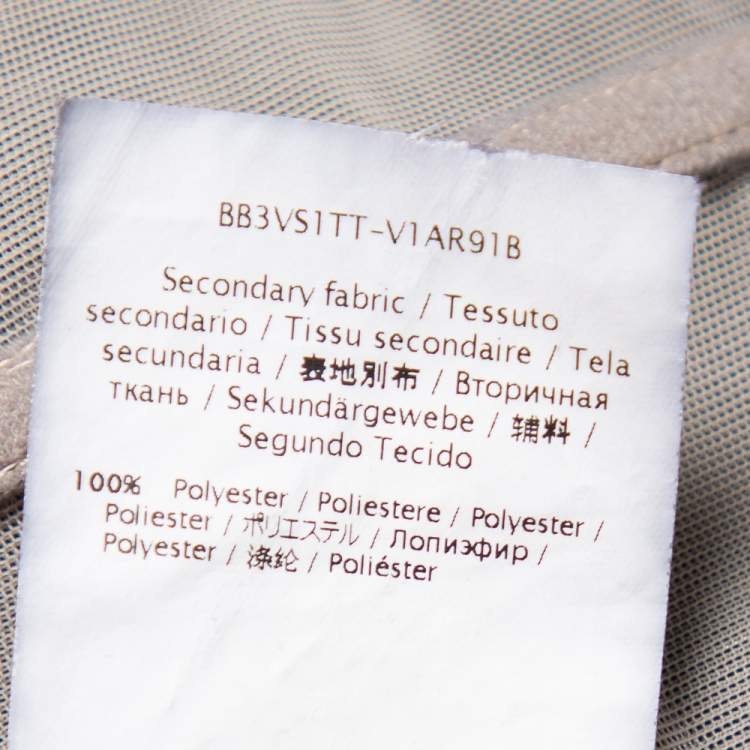 BB3VS1TT-V1AR91B
Secondary fabric / Tessuto
secondario / Tissu secondaire / Tela
secundaria / 表地別布 / Вторичная
ткань / Sekundärgewebe / 辅料 /
Segundo Tecido
100% Polyester / Poliestere / Polyester /
Poliester / ポリエステル / Лопиэфир /
Polyester / 涤纶 / Poliéster